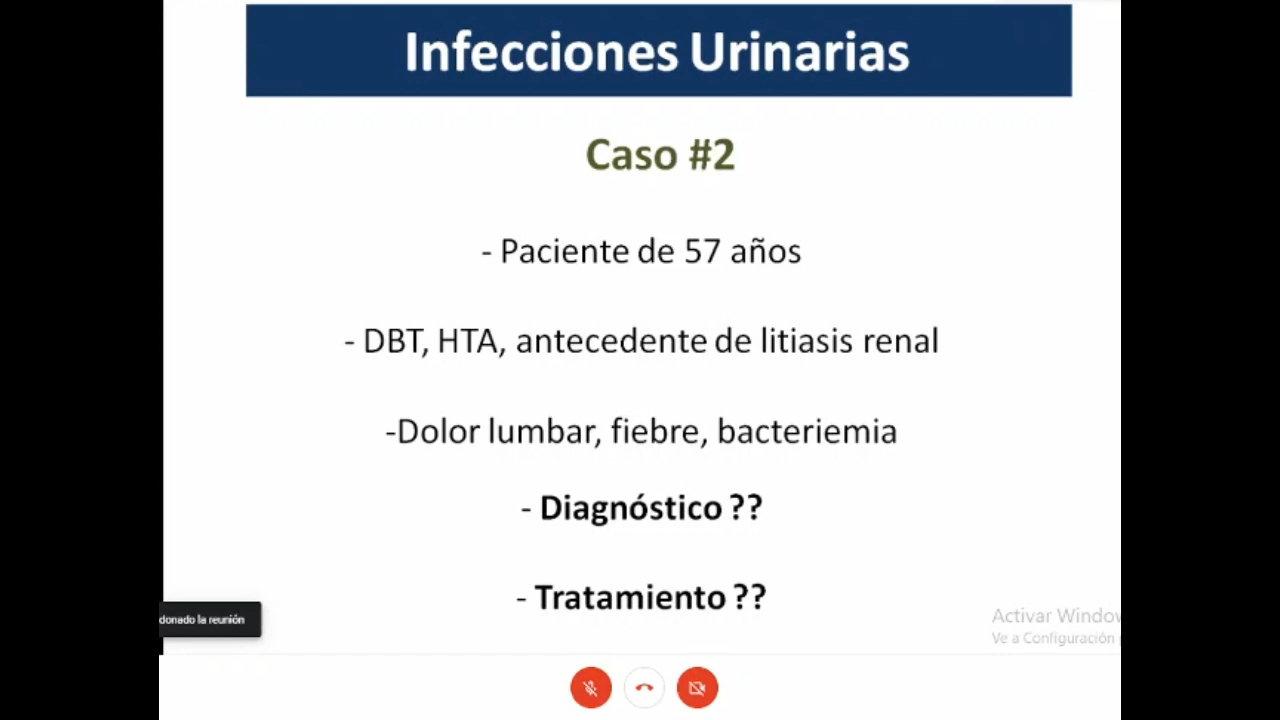 Infecciones Urinarias
Caso #2
- Paciente de 57 años
- DBT, HTA, antecedente de litiasis renal
-Dolor lumbar, fiebre, bacteriemia
- Diagnóstico ??
- Tratamiento ??
donado la reunión
Activar Window
Ve a Configuración